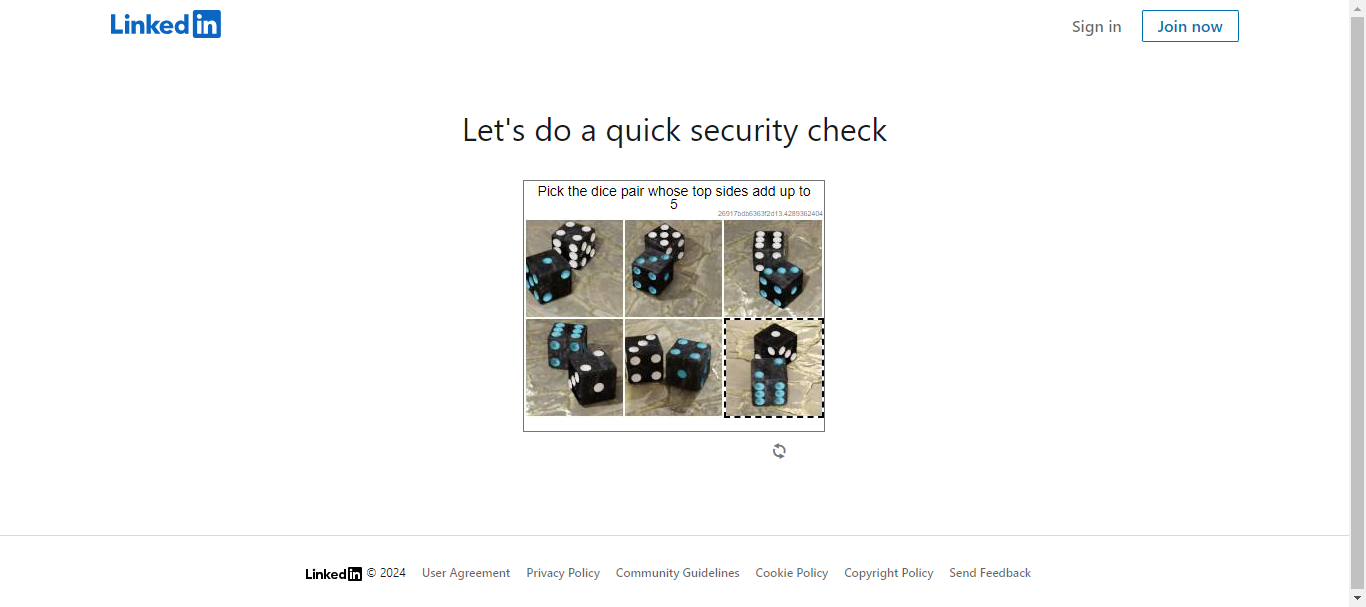 LinkedIn
Sign in
Join now
Let's do a quick security check
Pick the dice pair whose top sides add up to
5
26917bdb6363f2d13.4289362404
LinkedIn © 2024 User Agreement Privacy Policy Community Guidelines Cookie Policy Copyright Policy Send Feedback